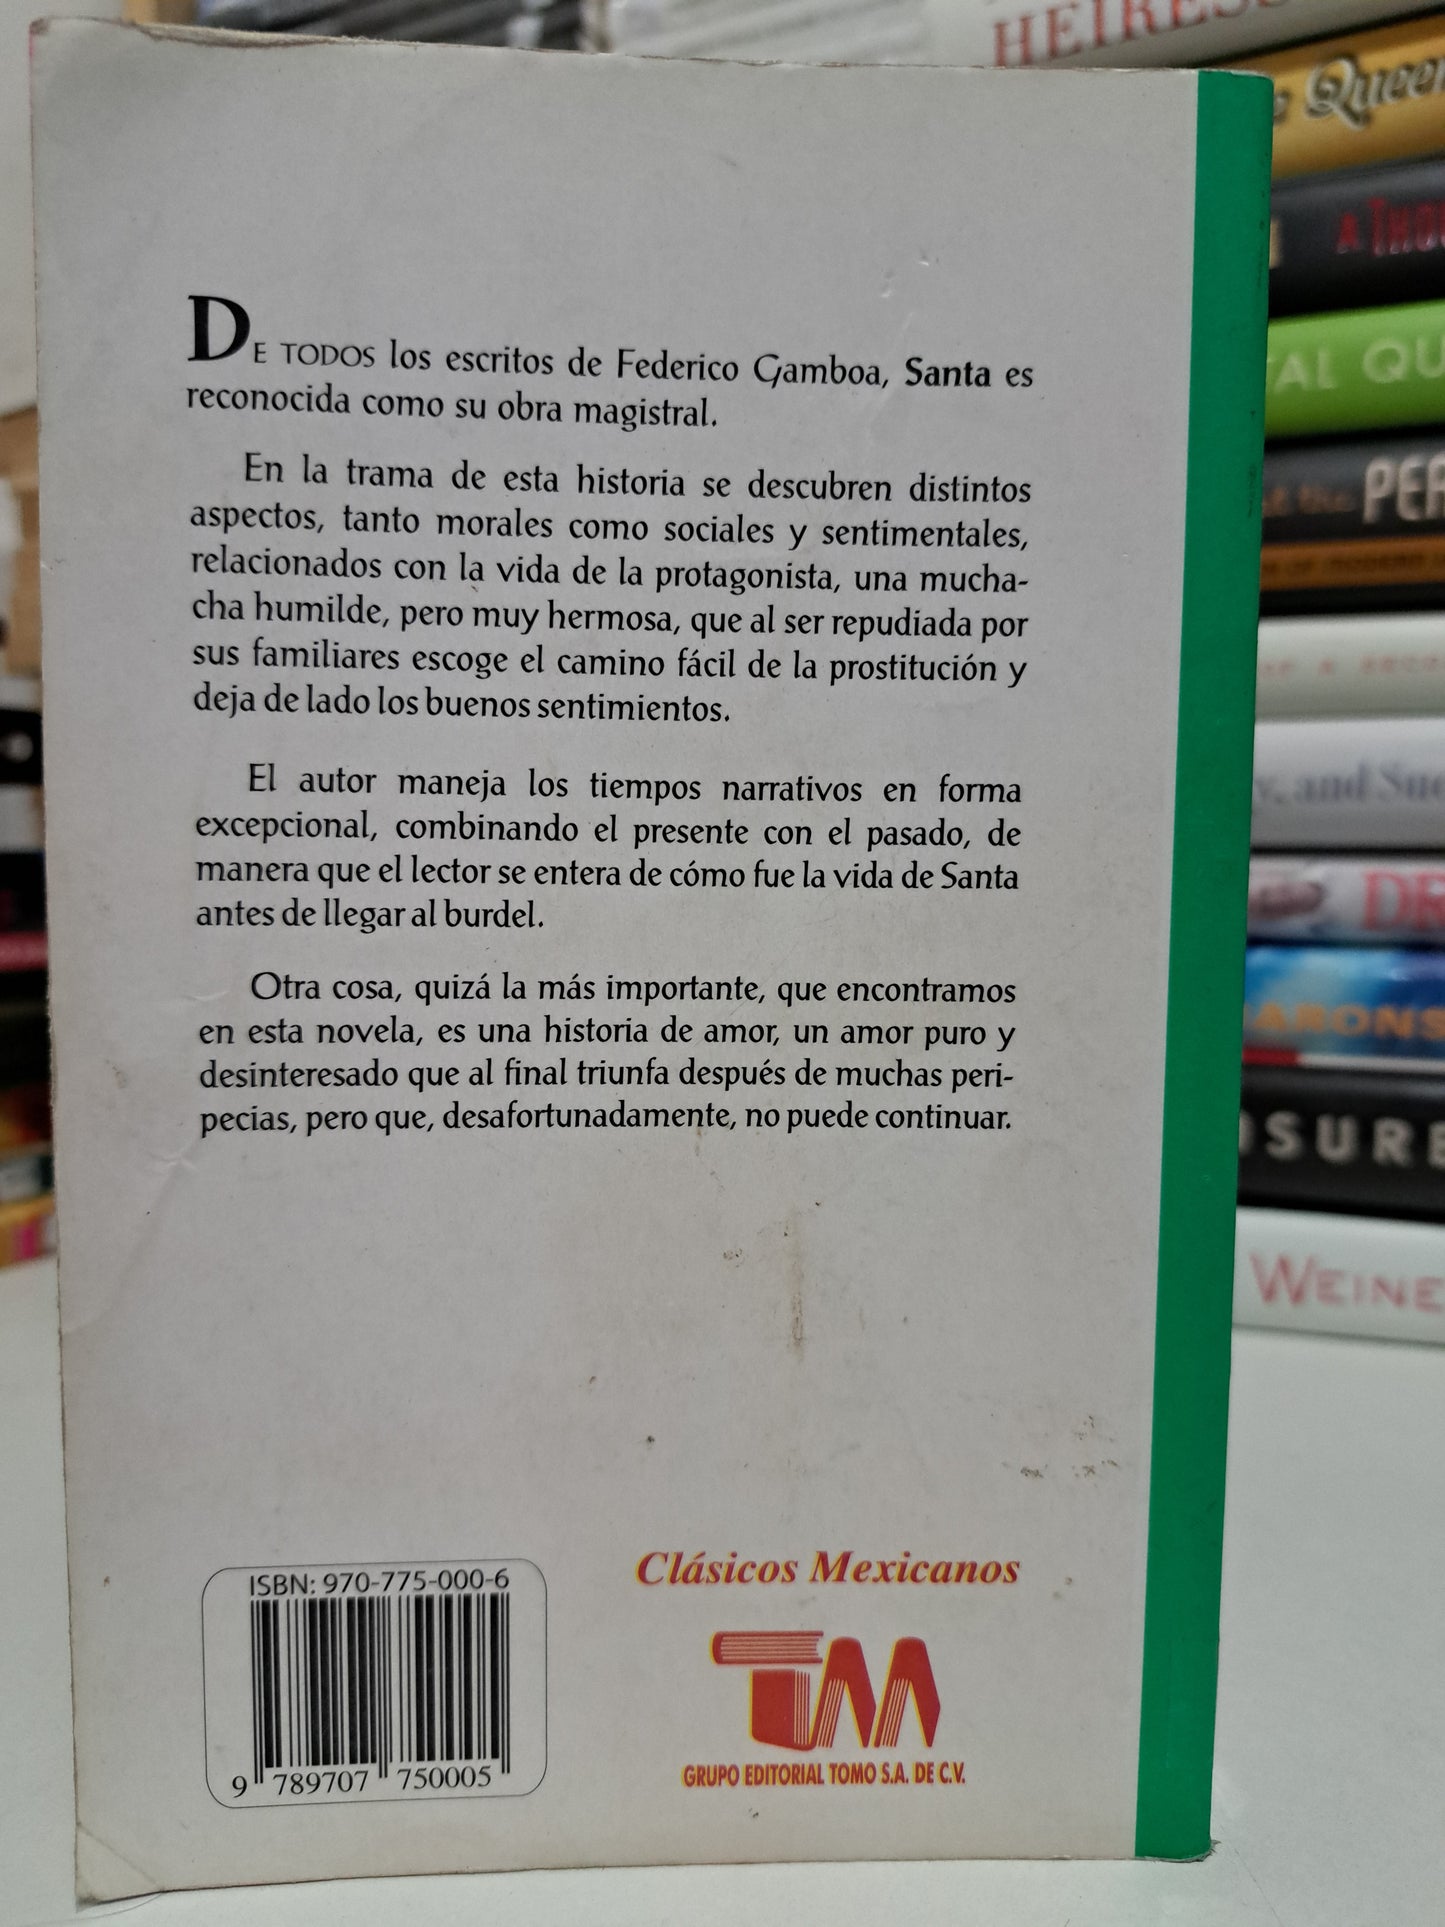 DE TODOS los escritos de Federico Gamboa, Santa es
reconocida como su obra magistral.
En la trama de esta historia se descubren distintos
aspectos, tanto morales como sociales y sentimentales,
relacionados con la vida de la protagonista, una mucha-
cha humilde, pero muy hermosa, que al ser repudiada por
sus familiares escoge el camino fácil de la prostitución y
deja de lado los buenos sentimientos.
El autor maneja los tiempos narrativos en forma
excepcional, combinando el presente con el pasado, de
manera que el lector se entera de cómo fue la vida de Santa
antes de llegar al burdel.
Otra cosa, quizá la más importante, que encontramos
en esta novela, es una historia de amor, un amor puro y
desinteresado que al final triunfa después de muchas peri-
pecias, pero que, desafortunadamente, no puede continuar.
ISBN: 970-775-000-6
9 789707 750005
Clásicos Mexicanos
TM
GRUPO EDITORIAL TOMO S.A. DE C.V.
HEIRESS
Queen
A THOU
TAL QU
PER
y, and Suc
DR
ARONS
OSURE
WEINE